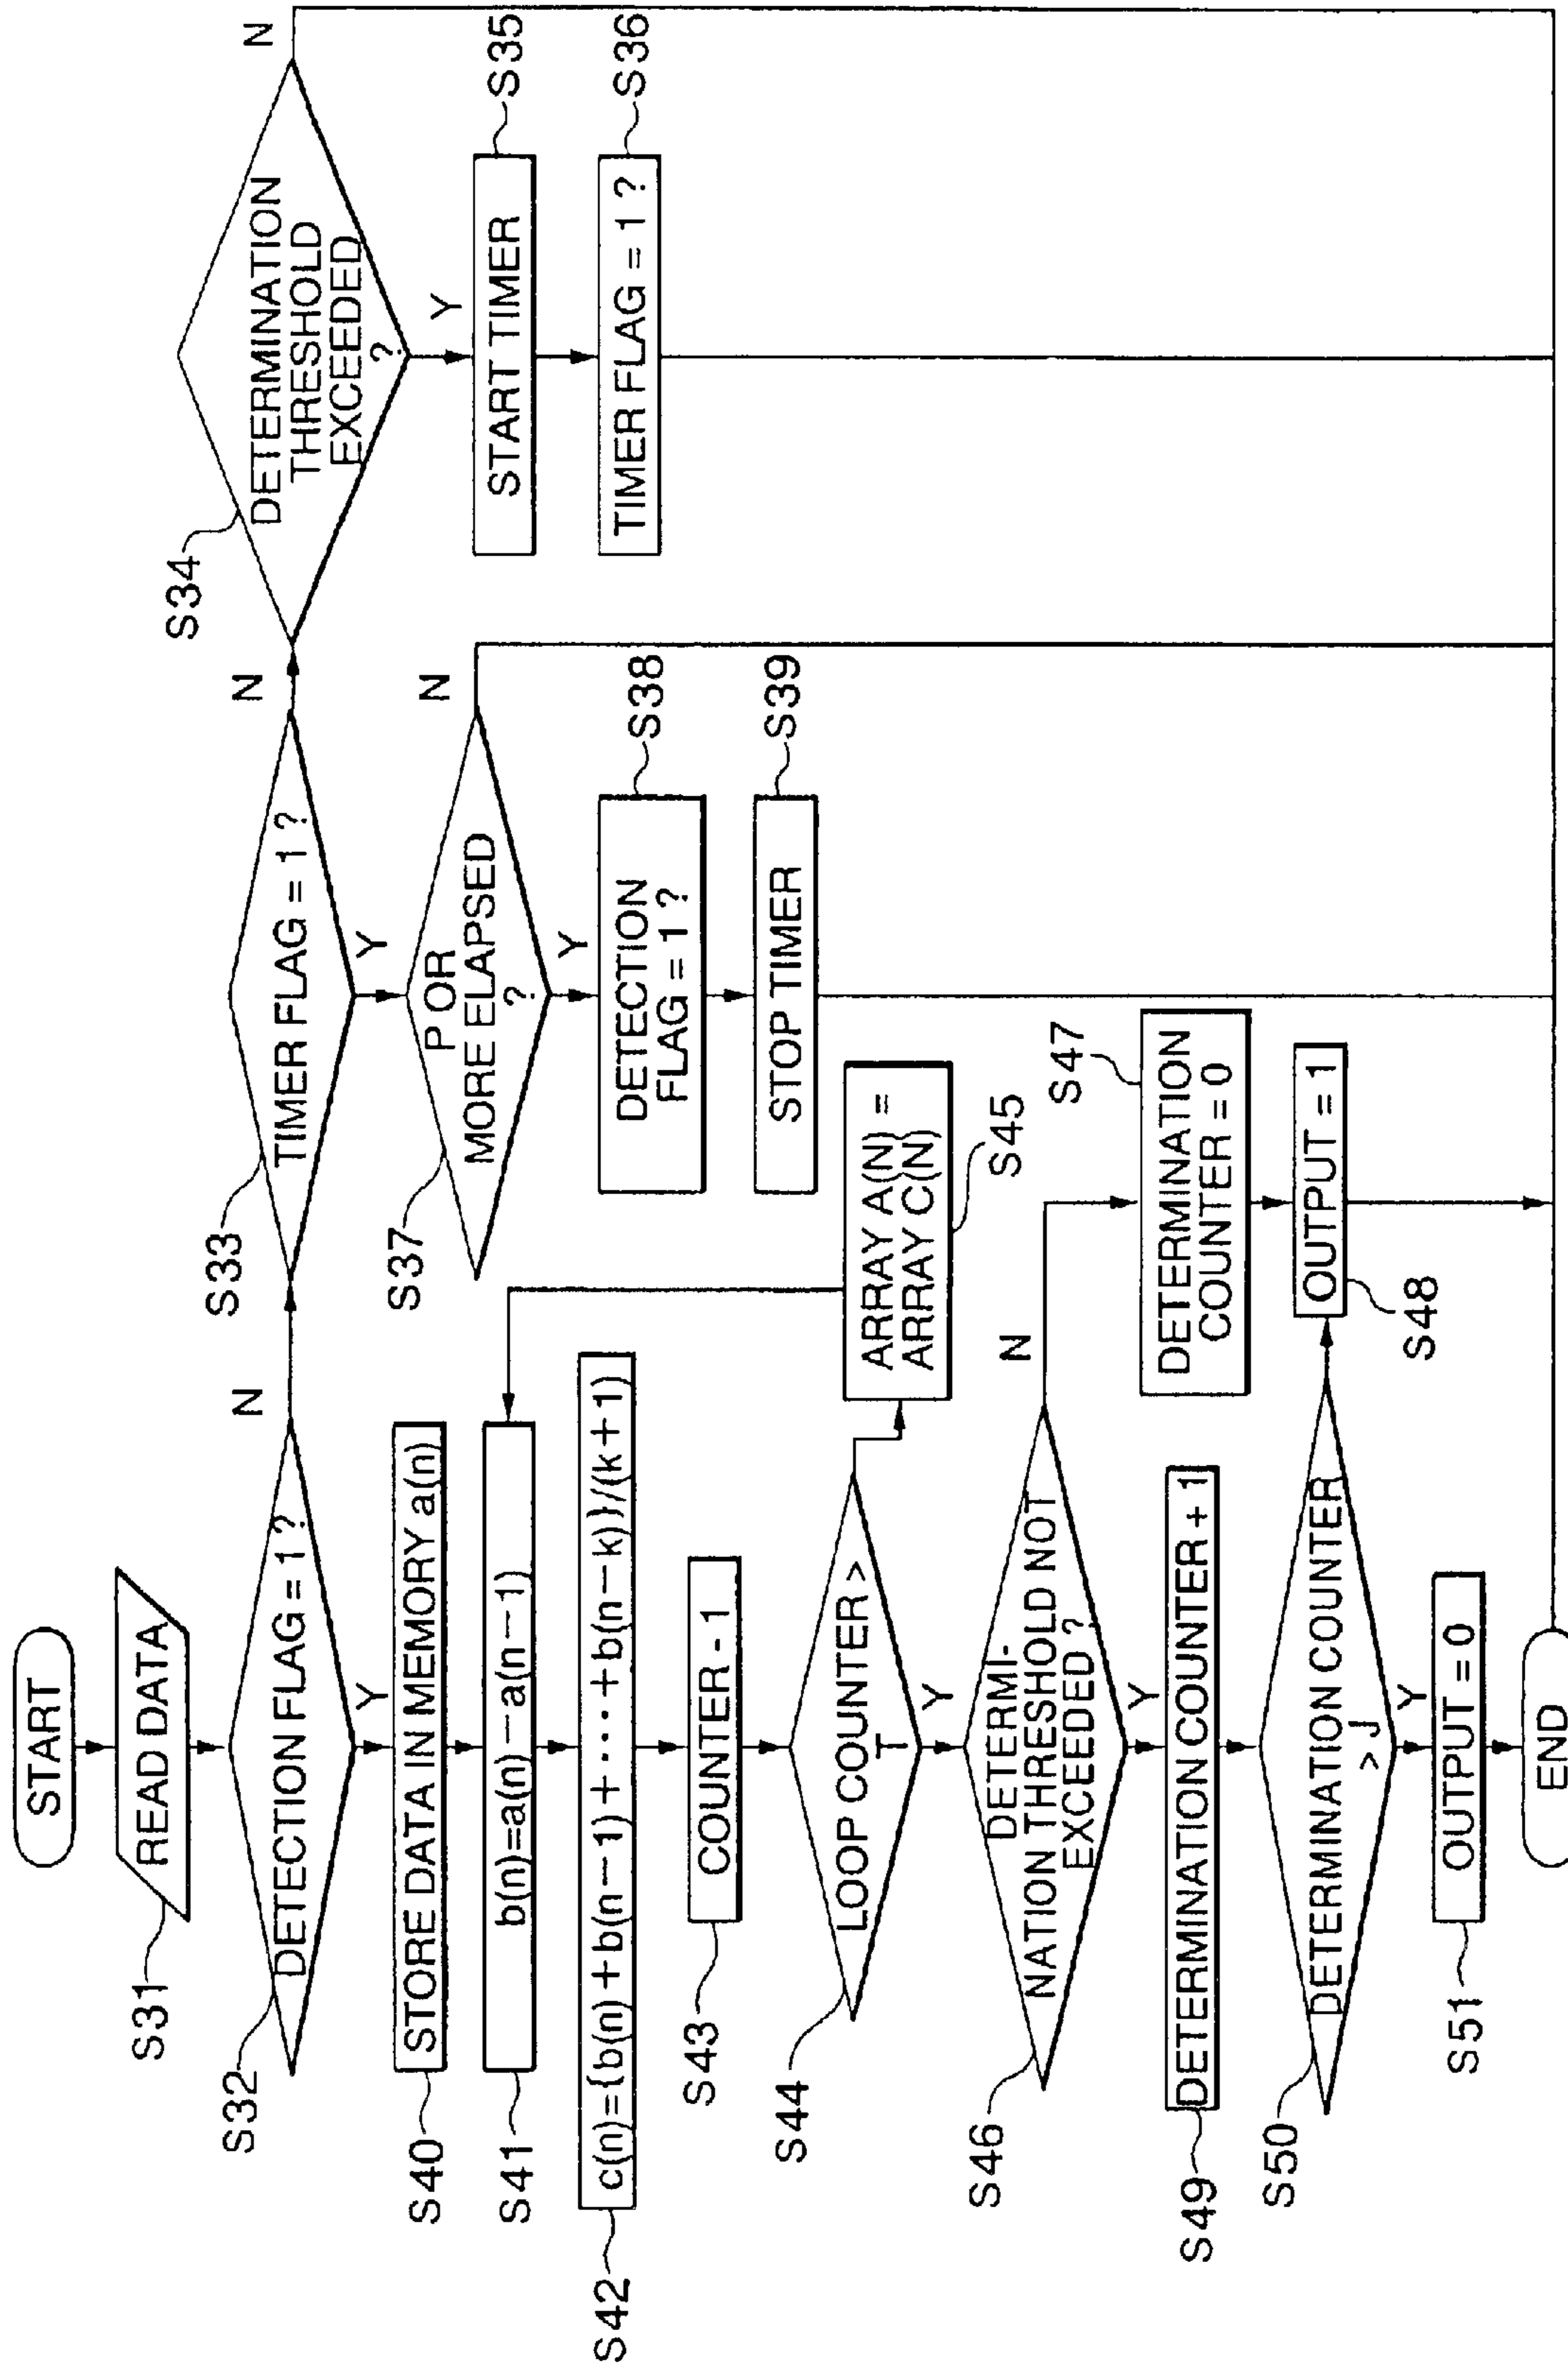 START
S31
READ DATA
S32
DETECTION FLAG = 1 ?
N
Y
S33
TIMER FLAG = 1 ?
N
Y
S34
DETERMINATION
THRESHOLD
EXCEEDED
?
N
Y
S35
START TIMER
S36
TIMER FLAG = 1 ?
S37
P OR
MORE ELAPSED
?
N
Y
S38
DETECTION
FLAG = 1 ?
S39
STOP TIMER
S40
STORE DATA IN MEMORY a(n)
S41
b(n)=a(n)-a(n-1)
S42
c(n)={b(n)+b(n-1)+····+b(n-k)}/(k+1)
S43
COUNTER - 1
S44
LOOP COUNTER >
T
Y
ARRAY A(N) =
ARRAY C(N)
S45
S46
DETERMI-
NATION THRESHOLD NOT
EXCEEDED ?
N
Y
S47
DETERMINATION
COUNTER = 0
OUTPUT = 1
S48
S49
DETERMINATION COUNTER + 1
S50
DETERMINATION COUNTER
> J
Y
S51
OUTPUT = 0
END